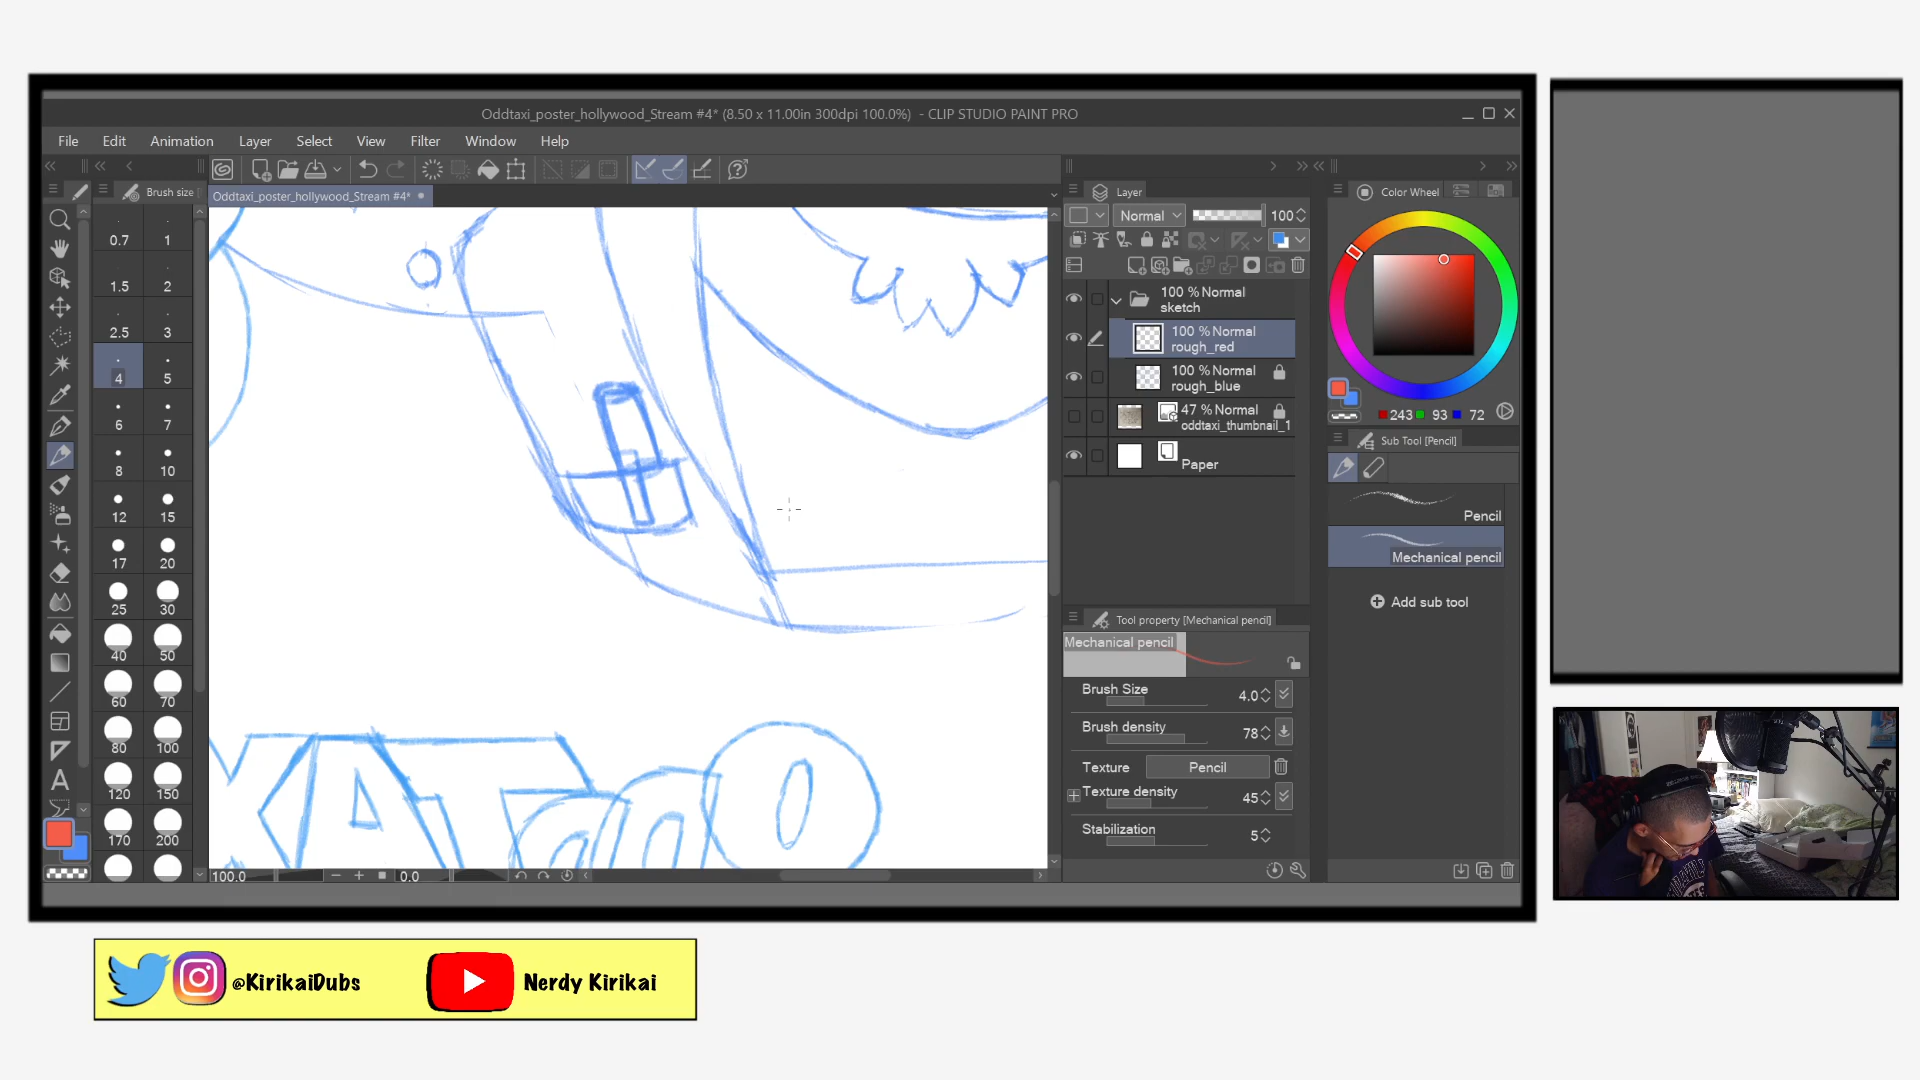 Oddtaxi_poster_hollywood_Stream #4* (8.50 x 11.00in 300dpi 100.0%) - CLIP STUDIO PAINT PRO
File Edit Animation Layer Select View Filter Window Help
Brush size
Oddtaxi_poster_hollywood_Stream #4*
Layer
Color Wheel
Normal 100
0.7 1
1.5 2
2.5 3
4 5
6 7
8 10
12 15
17 20
25 30
40 50
60 70
80 100
120 150
170 200
100 % Normal
sketch
100 % Normal
rough_red
100 % Normal
rough_blue
47 % Normal
oddtaxi_thumbnail_1
Paper
243 93 72
Sub Tool [Pencil]
Pencil
Mechanical pencil
Add sub tool
Tool property [Mechanical pencil]
Mechanical pencil
Brush Size 4.0
Brush density 78
Texture Pencil
Texture density 45
Stabilization 5
100.0 0.0
@KirikaiDubs
Nerdy Kirikai